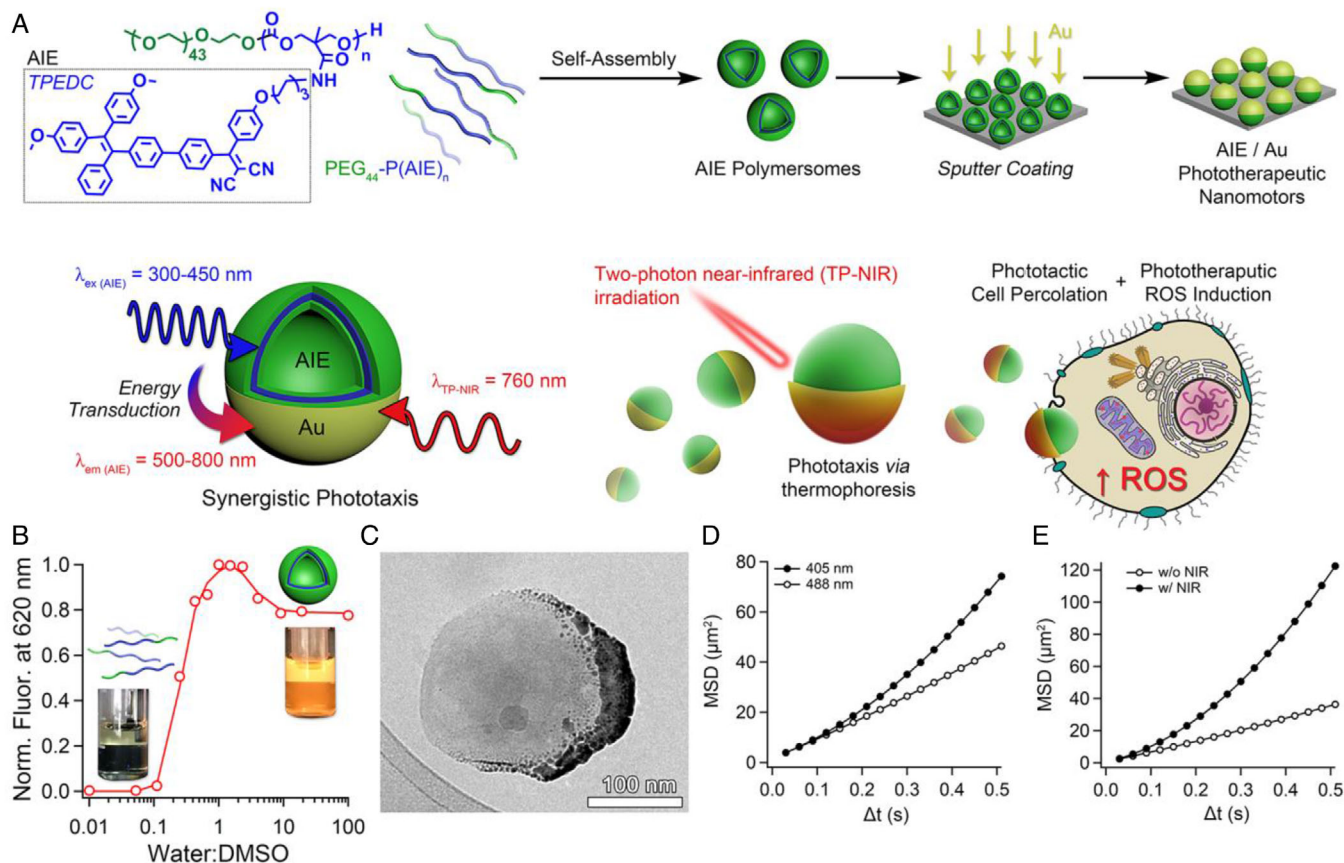 A
AIE
TPEDC
O
O
O
43
O
O
O
O
H
n
O
NH
O
O
3
O
NC
CN
PEG44-P(AIE)n
Self-Assembly
AIE Polymersomes
Au
Sputter Coating
AIE / Au
Phototherapeutic
Nanomotors
λex (AIE) = 300-450 nm
Energy
Transduction
λem (AIE) = 500-800 nm
AIE
Au
λTP-NIR = 760 nm
Synergistic Phototaxis
Two-photon near-infrared (TP-NIR)
irradiation
Phototaxis via
thermophoresis
Phototactic
Cell Percolation
+
Phototheraputic
ROS Induction
↑ ROS
B
Norm. Fluor. at 620 nm
1.0
0.8
0.6
0.4
0.2
0.0
0.01
0.1
1
10
100
Water:DMSO
C
100 nm
D
405 nm
488 nm
MSD (µm²)
80
60
40
20
0
0.0
0.1
0.2
0.3
0.4
0.5
Δt (s)
E
w/o NIR
w/ NIR
MSD (µm²)
120
100
80
60
40
20
0
0.0
0.1
0.2
0.3
0.4
0.5
Δt (s)